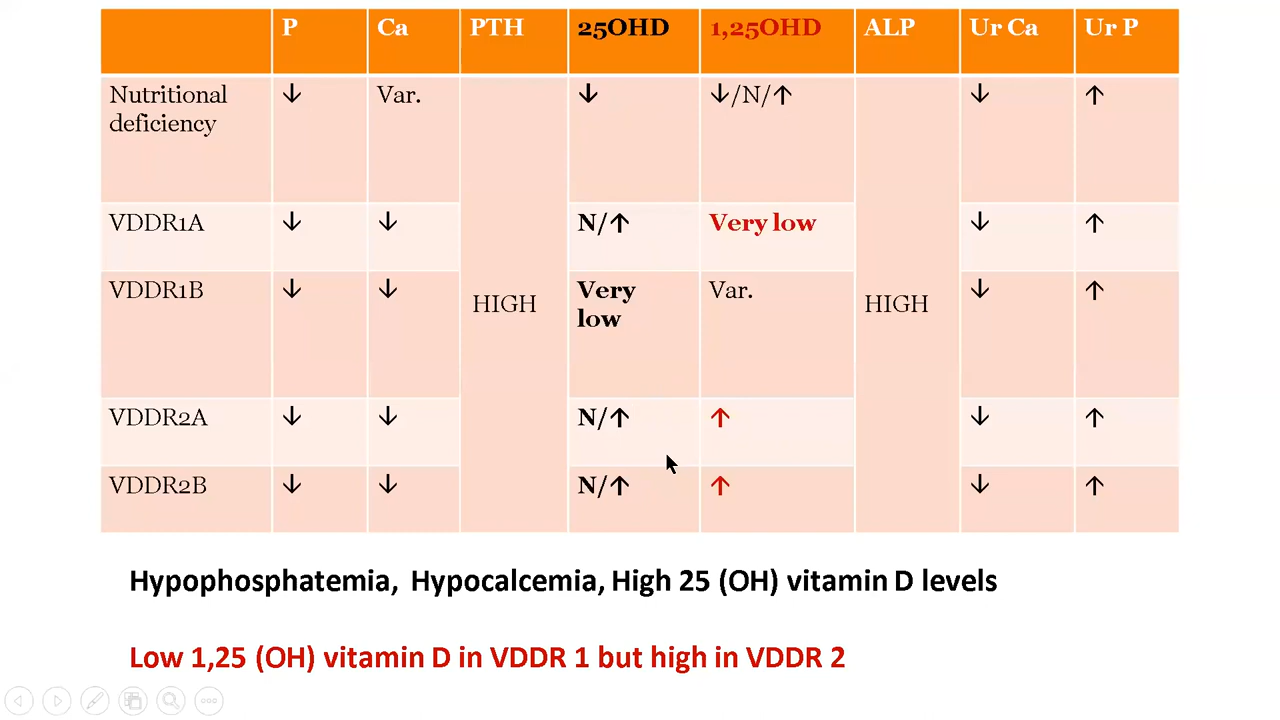 P Ca PTH 25OHD 1,25OHD ALP Ur Ca Ur P
Nutritional ↓ Var. ↓ ↓/N/↑ ↓ ↑
deficiency
VDDR1A ↓ ↓ N/↑ Very low ↓ ↑
VDDR1B ↓ ↓ HIGH Very Var. HIGH ↓ ↑
low
VDDR2A ↓ ↓ N/↑ ↑ ↓ ↑
VDDR2B ↓ ↓ N/↑ ↑ ↓ ↑
Hypophosphatemia, Hypocalcemia, High 25 (OH) vitamin D levels
Low 1,25 (OH) vitamin D in VDDR 1 but high in VDDR 2